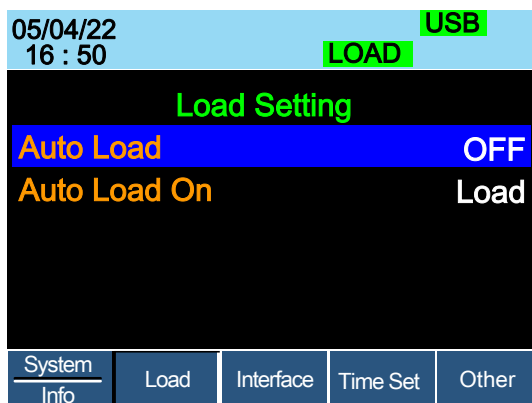 05/04/22 USB
16 : 50 LOAD
Load Setting
Auto Load OFF
Auto Load On Load
System Info Load Interface Time Set Other